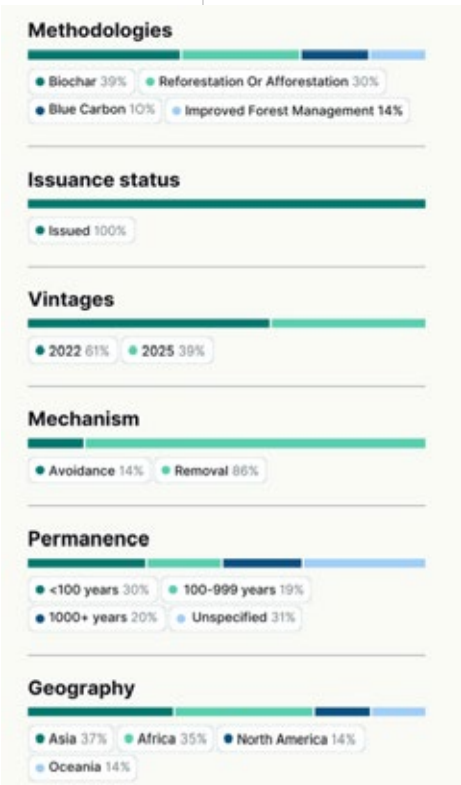 Methodologies
Biochar 39% Reforestation Or Afforestation 30%
Blue Carbon 10% Improved Forest Management 14%
Issuance status
Issued 100%
Vintages
2022 61% 2025 39%
Mechanism
Avoidance 14% Removal 86%
Permanence
<100 years 30% 100-999 years 19%
1000+ years 20% Unspecified 31%
Geography
Asia 37% Africa 35% North America 14%
Oceania 14%